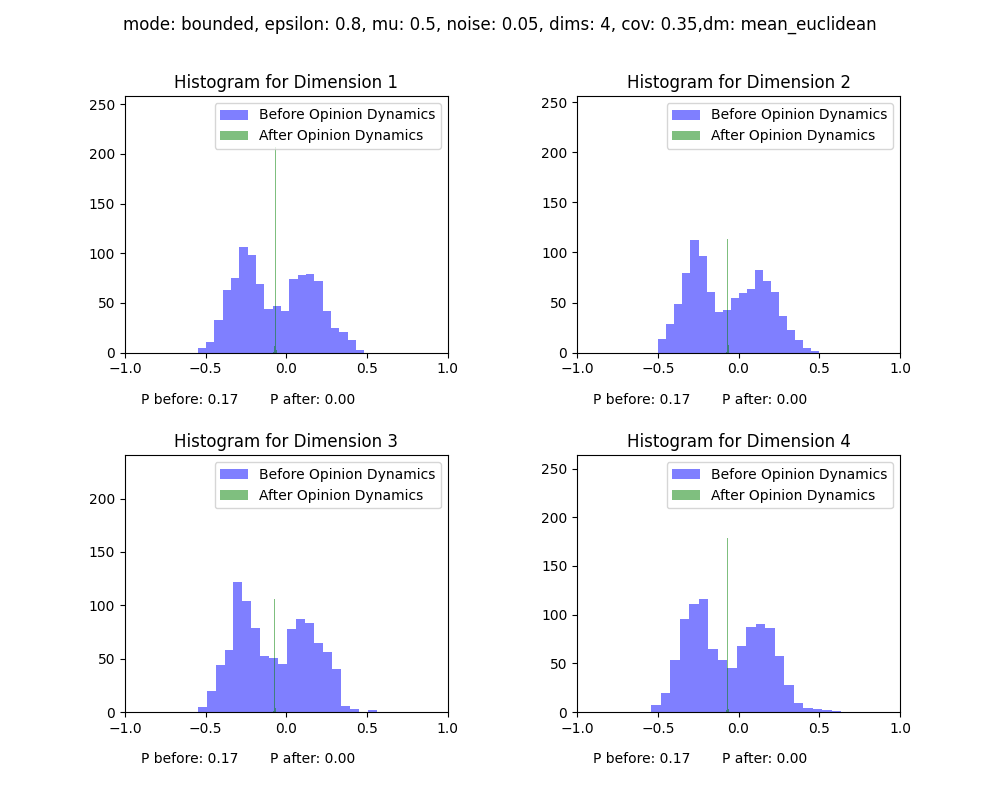 mode: bounded, epsilon: 0.8, mu: 0.5, noise: 0.05, dims: 4, cov: 0.35,dm: mean_euclidean
Histogram for Dimension 1
Before Opinion Dynamics
After Opinion Dynamics
250
200
150
100
50
0
−1.0 −0.5 0.0 0.5 1.0
P before: 0.17 P after: 0.00
Histogram for Dimension 2
Before Opinion Dynamics
After Opinion Dynamics
250
200
150
100
50
0
−1.0 −0.5 0.0 0.5 1.0
P before: 0.17 P after: 0.00
Histogram for Dimension 3
Before Opinion Dynamics
After Opinion Dynamics
200
150
100
50
0
−1.0 −0.5 0.0 0.5 1.0
P before: 0.17 P after: 0.00
Histogram for Dimension 4
Before Opinion Dynamics
After Opinion Dynamics
250
200
150
100
50
0
−1.0 −0.5 0.0 0.5 1.0
P before: 0.17 P after: 0.00